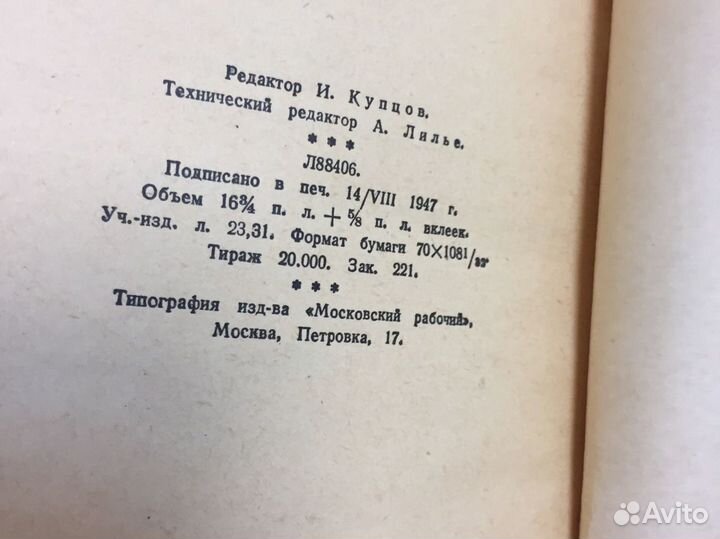 Редактор И. Купцов.
Технический редактор А. Лилье.
* * *
Л88406.
Подписано в печ. 14/VIII 1947 г.
Объем 16¾ п. л. + ⅝ п. л. вклеек.
Уч.-изд. л. 23,31. Формат бумаги 70×108¹/₃₂
Тираж 20.000. Зак. 221.
* * *
Типография изд-ва «Московский рабочий»,
Москва, Петровка, 17.
Avito